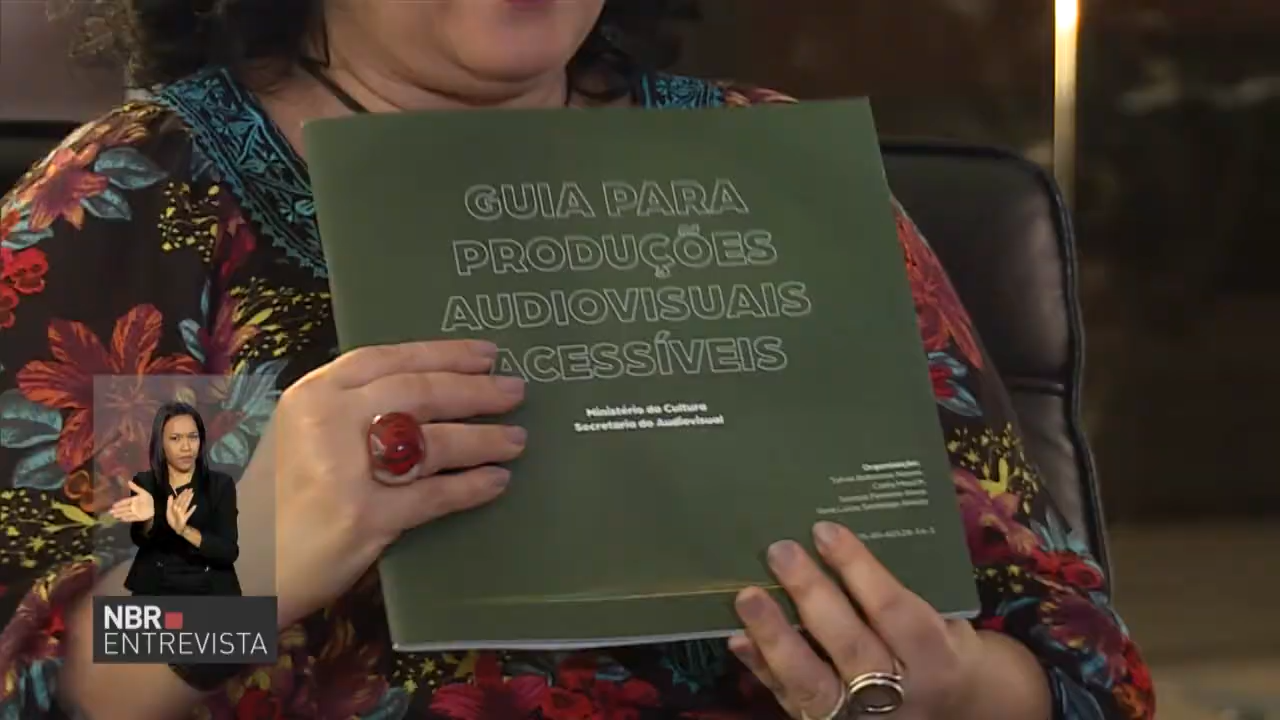 GUIA PARA
PRODUÇÕES
AUDIOVISUAIS
ACESSÍVEIS
Ministério da Cultura
Secretaria do Audiovisual
Organização:
NBR
ENTREVISTA